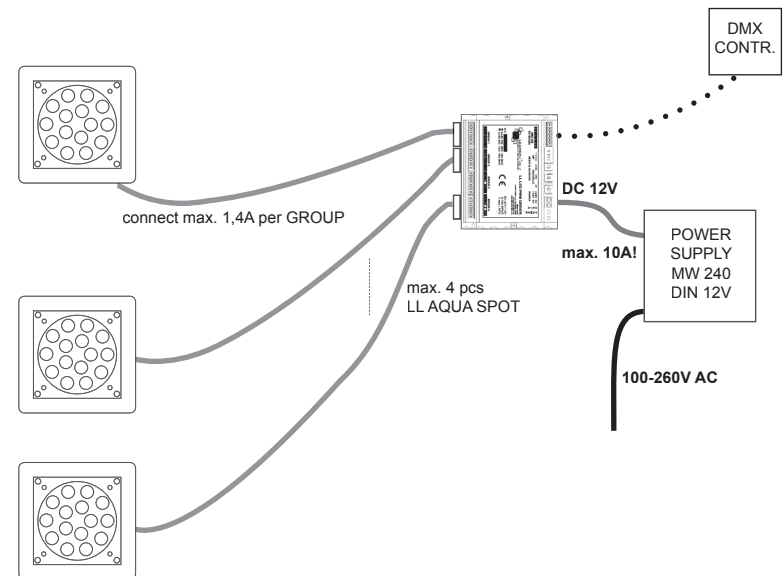 DMX
CONTR.
DC 12V
max. 10A!
POWER
SUPPLY
MW 240
DIN 12V
connect max. 1,4A per GROUP
max. 4 pcs
LL AQUA SPOT
100-260V AC